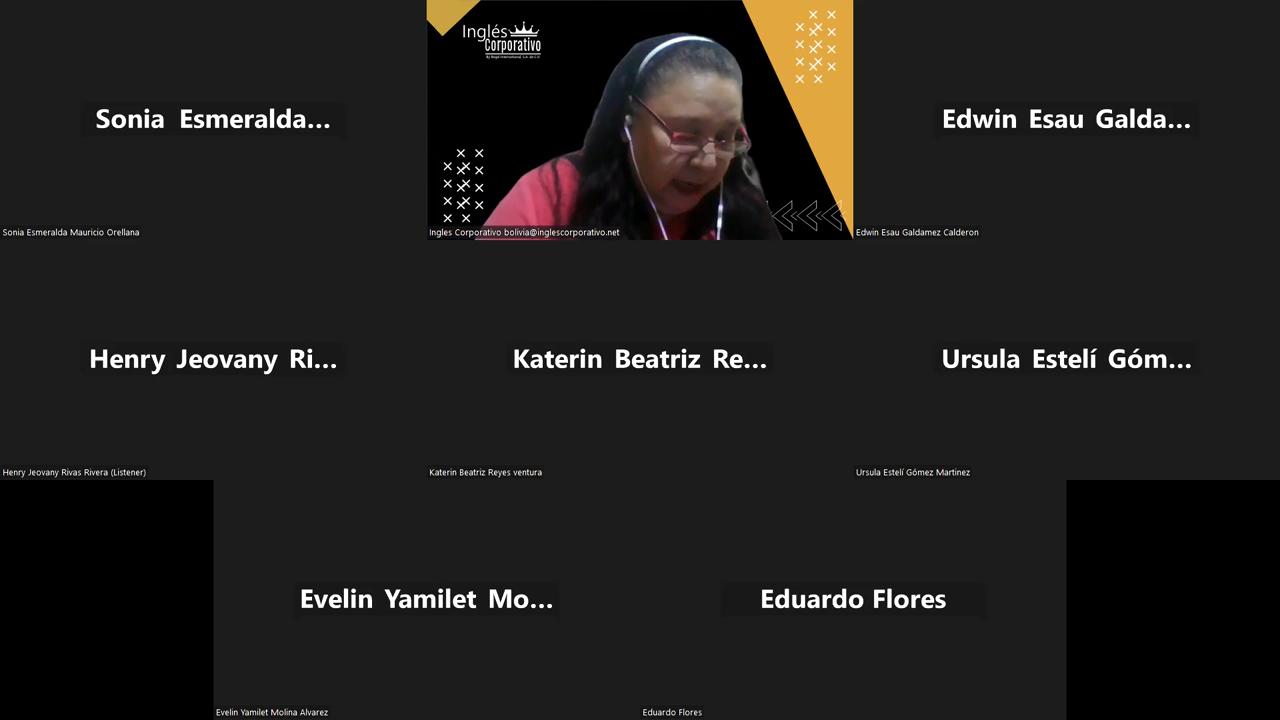 Sonia Esmeralda...
Sonia Esmeralda Mauricio Orellana
Inglés
Corporativo
Ingles Corporativo bolivia@inglescorporativo.net
Edwin Esau Galda...
Edwin Esau Galdamez Calderon
Henry Jeovany Ri...
Henry Jeovany Rivas Rivera (Listener)
Katerin Beatriz Re...
Katerin Beatriz Reyes ventura
Ursula Estelí Góm...
Ursula Estelí Gómez Martinez
Evelin Yamilet Mo...
Evelin Yamilet Molina Alvarez
Eduardo Flores
Eduardo Flores